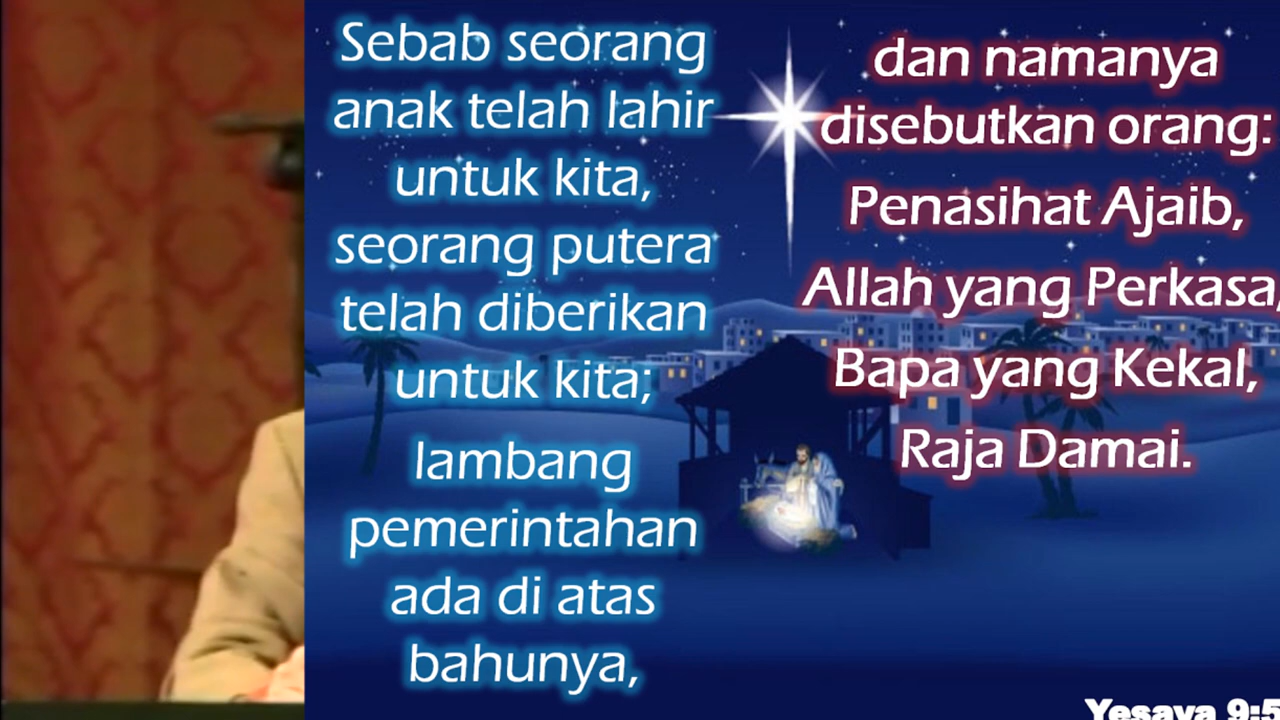 Sebab seorang
anak telah lahir
untuk kita,
seorang putera
telah diberikan
untuk kita;
lambang
pemerintahan
ada di atas
bahunya,
dan namanya
disebutkan orang:
Penasihat Ajaib,
Allah yang Perkasa,
Bapa yang Kekal,
Raja Damai.
Yesaya 9:5